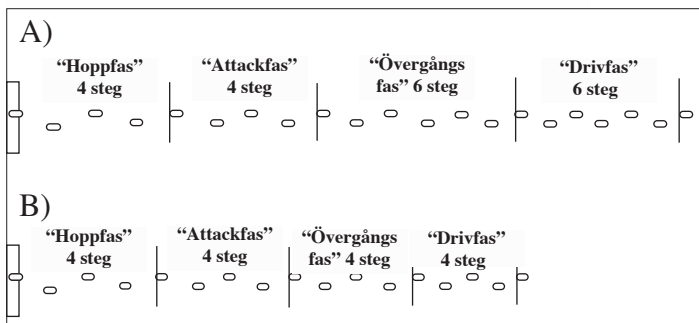 A)
“Hoppfas” “Attackfas” “Övergångs “Drivfas”
4 steg 4 steg fas” 6 steg 6 steg
B)
“Hoppfas” “Attackfas” “Övergångs “Drivfas”
4 steg 4 steg fas” 4 steg 4 steg